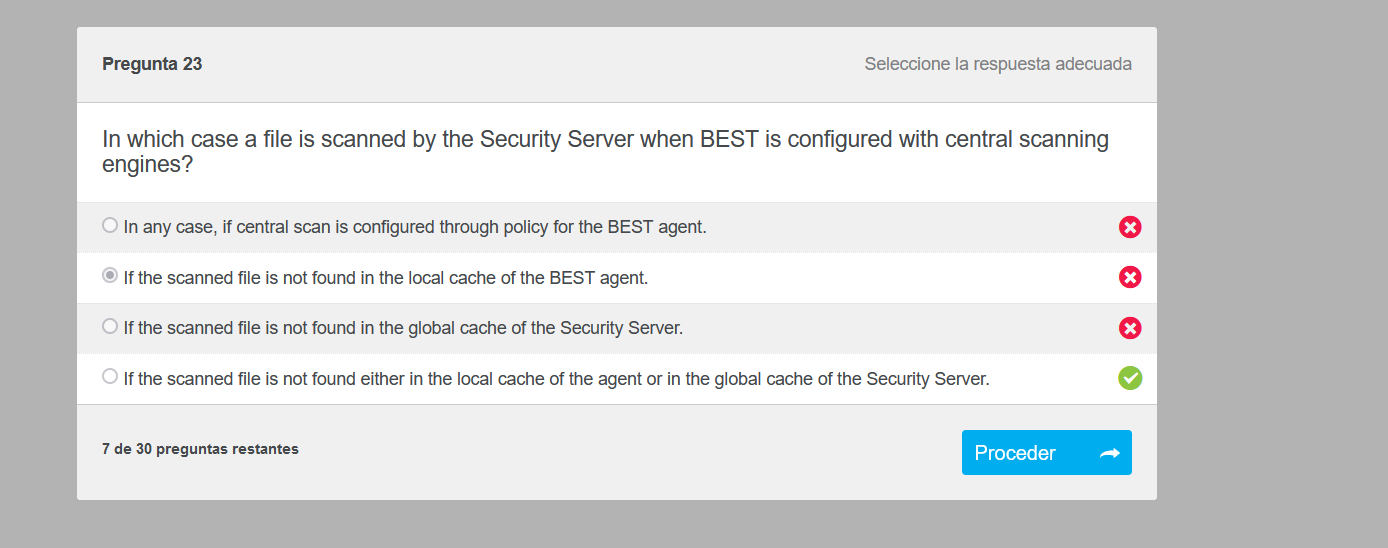 Pregunta 23
Seleccione la respuesta adecuada
In which case a file is scanned by the Security Server when BEST is configured with central scanning
engines?
In any case, if central scan is configured through policy for the BEST agent.
If the scanned file is not found in the local cache of the BEST agent.
If the scanned file is not found in the global cache of the Security Server.
If the scanned file is not found either in the local cache of the agent or in the global cache of the Security Server.
7 de 30 preguntas restantes
Proceder